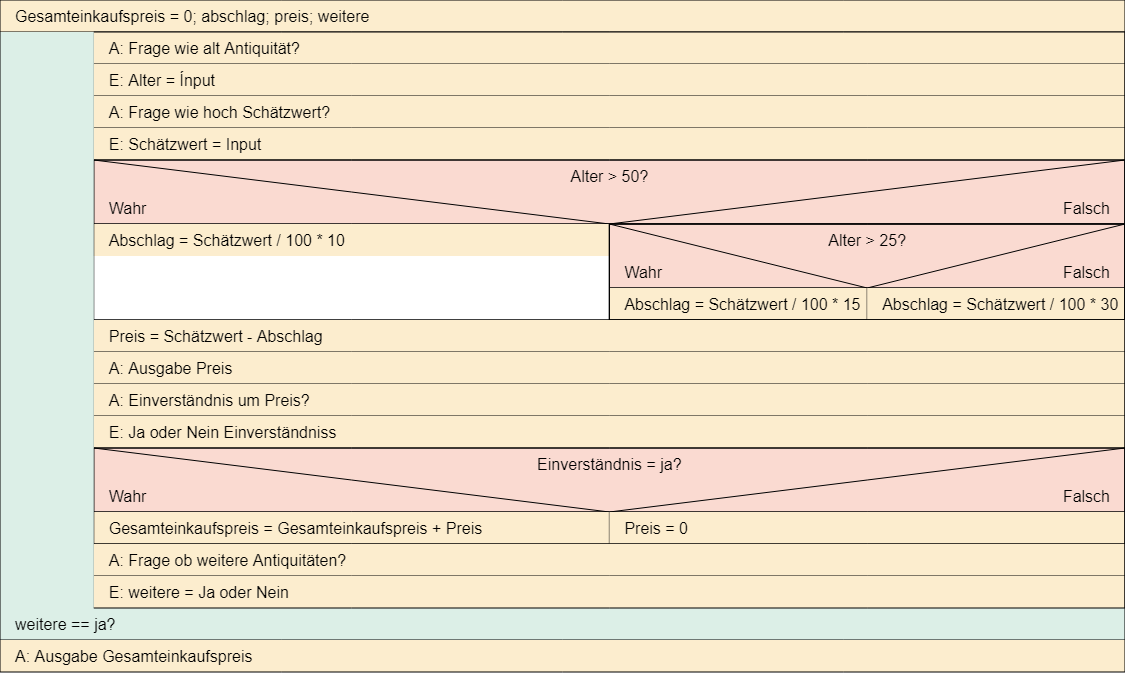 Gesamteinkaufspreis = 0; abschlag; preis; weitere
A: Frage wie alt Antiquität?
E: Alter = Ínput
A: Frage wie hoch Schätzwert?
E: Schätzwert = Input
Alter > 50?
Wahr
Falsch
Abschlag = Schätzwert / 100 * 10
Alter > 25?
Wahr
Falsch
Abschlag = Schätzwert / 100 * 15
Abschlag = Schätzwert / 100 * 30
Preis = Schätzwert - Abschlag
A: Ausgabe Preis
A: Einverständnis um Preis?
E: Ja oder Nein Einverständniss
Einverständnis = ja?
Wahr
Falsch
Gesamteinkaufspreis = Gesamteinkaufspreis + Preis
Preis = 0
A: Frage ob weitere Antiquitäten?
E: weitere = Ja oder Nein
weitere == ja?
A: Ausgabe Gesamteinkaufspreis